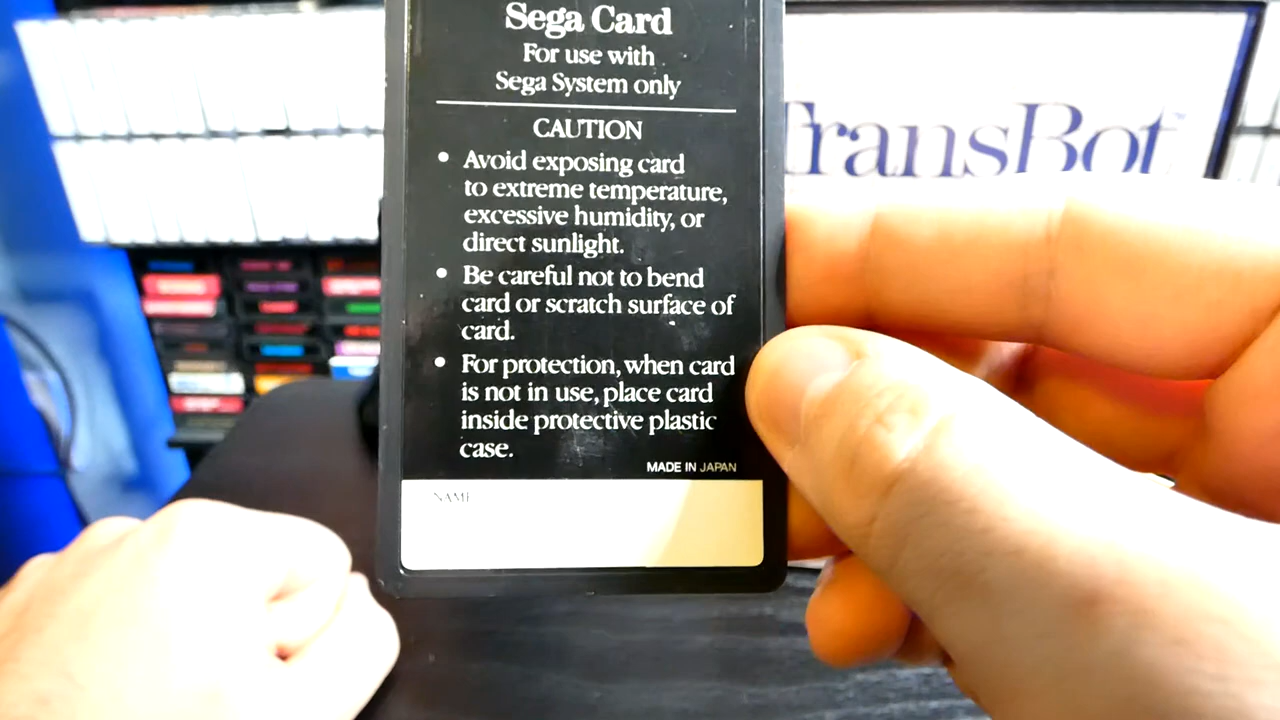 Sega Card
For use with
Sega System only
CAUTION
• Avoid exposing card
to extreme temperature,
excessive humidity, or
direct sunlight.
• Be careful not to bend
card or scratch surface of
card.
• For protection, when card
is not in use, place card
inside protective plastic
case.
MADE IN JAPAN
NAME
TransBot